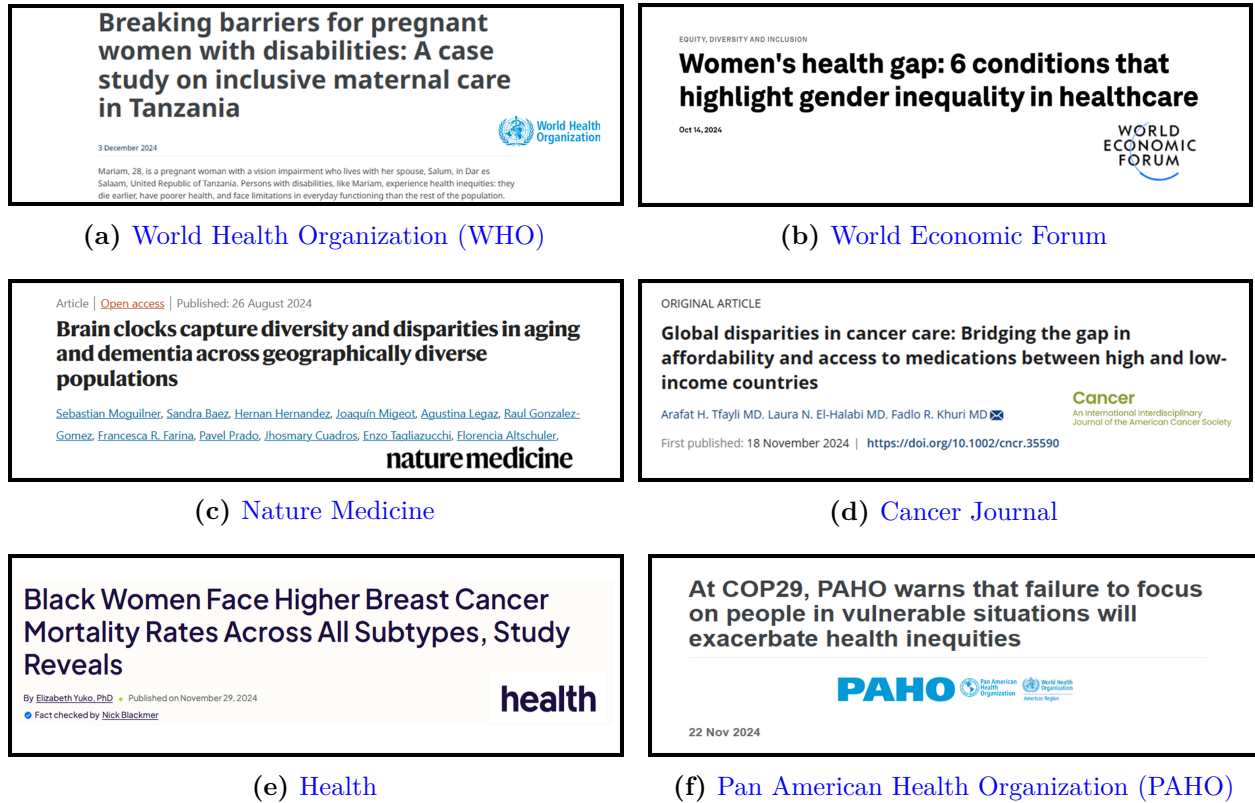 Breaking barriers for pregnant
women with disabilities: A case
study on inclusive maternal care
in Tanzania
World Health
Organization
3 December 2024
Mariam, 28, is a pregnant woman with a vision impairment who lives with her spouse, Salum, in Dar es
Salaam, United Republic of Tanzania. Persons with disabilities, like Mariam, experience health inequities: they
die earlier, have poorer health, and face limitations in everyday functioning than the rest of the population.
(a) World Health Organization (WHO)
EQUITY, DIVERSITY AND INCLUSION
Women's health gap: 6 conditions that
highlight gender inequality in healthcare
Oct 14, 2024
WORLD
ECONOMIC
FORUM
(b) World Economic Forum
Article | Open access | Published: 26 August 2024
Brain clocks capture diversity and disparities in aging
and dementia across geographically diverse
populations
Sebastian Moguilner, Sandra Baez, Hernan Hernandez, Joaquín Migeot, Agustina Legaz, Raul Gonzalez-
Gomez, Francesca R. Farina, Pavel Prado, Jhosmary Cuadros, Enzo Tagliazucchi, Florencia Altschuler,
nature medicine
(c) Nature Medicine
ORIGINAL ARTICLE
Global disparities in cancer care: Bridging the gap in
affordability and access to medications between high and low-
income countries
Cancer
An International Interdisciplinary
Journal of the American Cancer Society
Arafat H. Tfayli MD, Laura N. El-Halabi MD, Fadlo R. Khuri MD
First published: 18 November 2024 | https://doi.org/10.1002/cncr.35590
(d) Cancer Journal
Black Women Face Higher Breast Cancer
Mortality Rates Across All Subtypes, Study
Reveals
By Elizabeth Yuko, PhD • Published on November 29, 2024
Fact checked by Nick Blackmer
health
(e) Health
At COP29, PAHO warns that failure to focus
on people in vulnerable situations will
exacerbate health inequities
PAHO
Pan American
Health
Organization
World Health
Organization
Americas Region
22 Nov 2024
(f) Pan American Health Organization (PAHO)